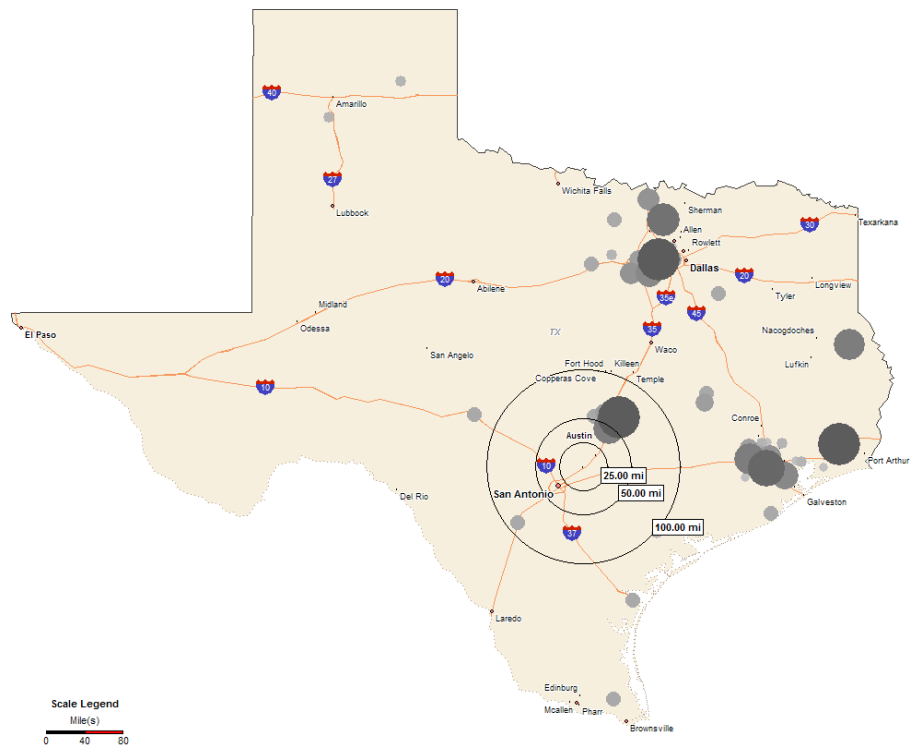 40
Amarillo
27
Wichita Falls
Lubbock
Sherman
Texarkana
30
Allen
Rowlett
Dallas
20
20
Abilene
Longview
Tyler
35e
Midland
45
Odessa
El Paso
TX
35
Nacogdoches
Waco
San Angelo
Lufkin
Fort Hood
Killeen
Copperas Cove
Temple
10
Conroe
Austin
Port Arthur
10
25.00 mi
San Antonio
50.00 mi
Del Rio
Galveston
100.00 mi
37
Laredo
Edinburg
Mcallen
Pharr
Brownsville
Scale Legend
Mile(s)
0 40 80